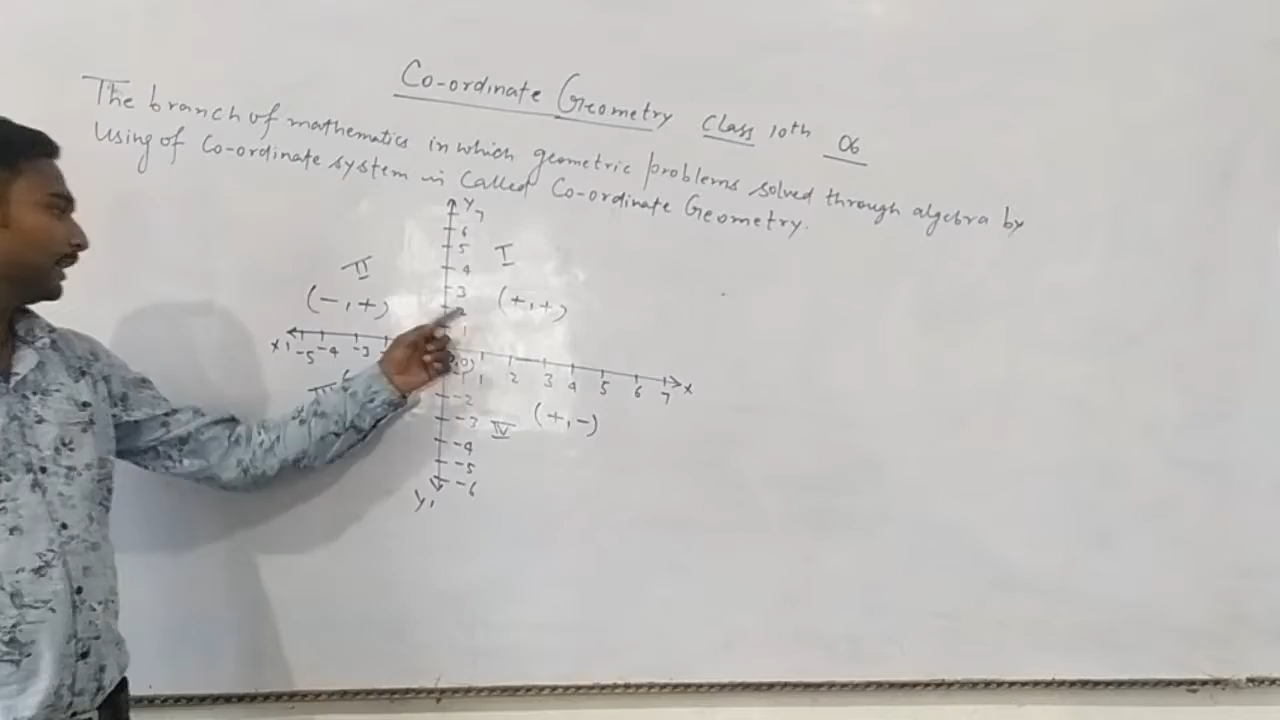 Co-ordinate Geometry Class 10th 06
The branch of mathematics in which geometric problems solved through algebra by
Using of Co-ordinate system is Called Co-ordinate Geometry.
Y
7
6
5
4
3
2
1
I
II
(+,+)
(-,+)
X' -5 -4 -3
1 2 3 4 5 6 7 X
-2
-3
-4
-5
-6
IV (+,-)
Y'